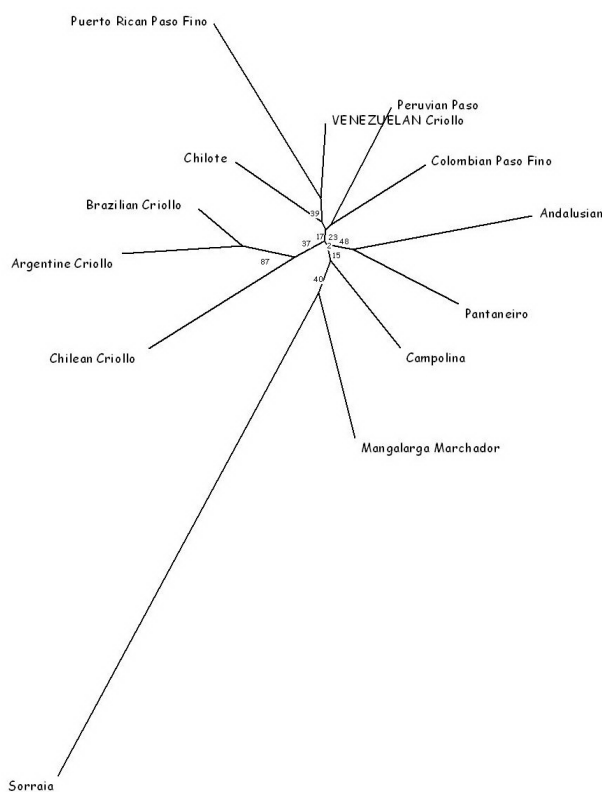 Puerto Rican Paso Fino
Peruvian Paso
VENEZUELAN Criollo
Chilote
Colombian Paso Fino
Brazilian Criollo
Andalusian
39
17
23
48
37
2
15
Argentine Criollo
87
40
Pantaneiro
Chilean Criollo
Campolina
Mangalarga Marchador
Sorraia